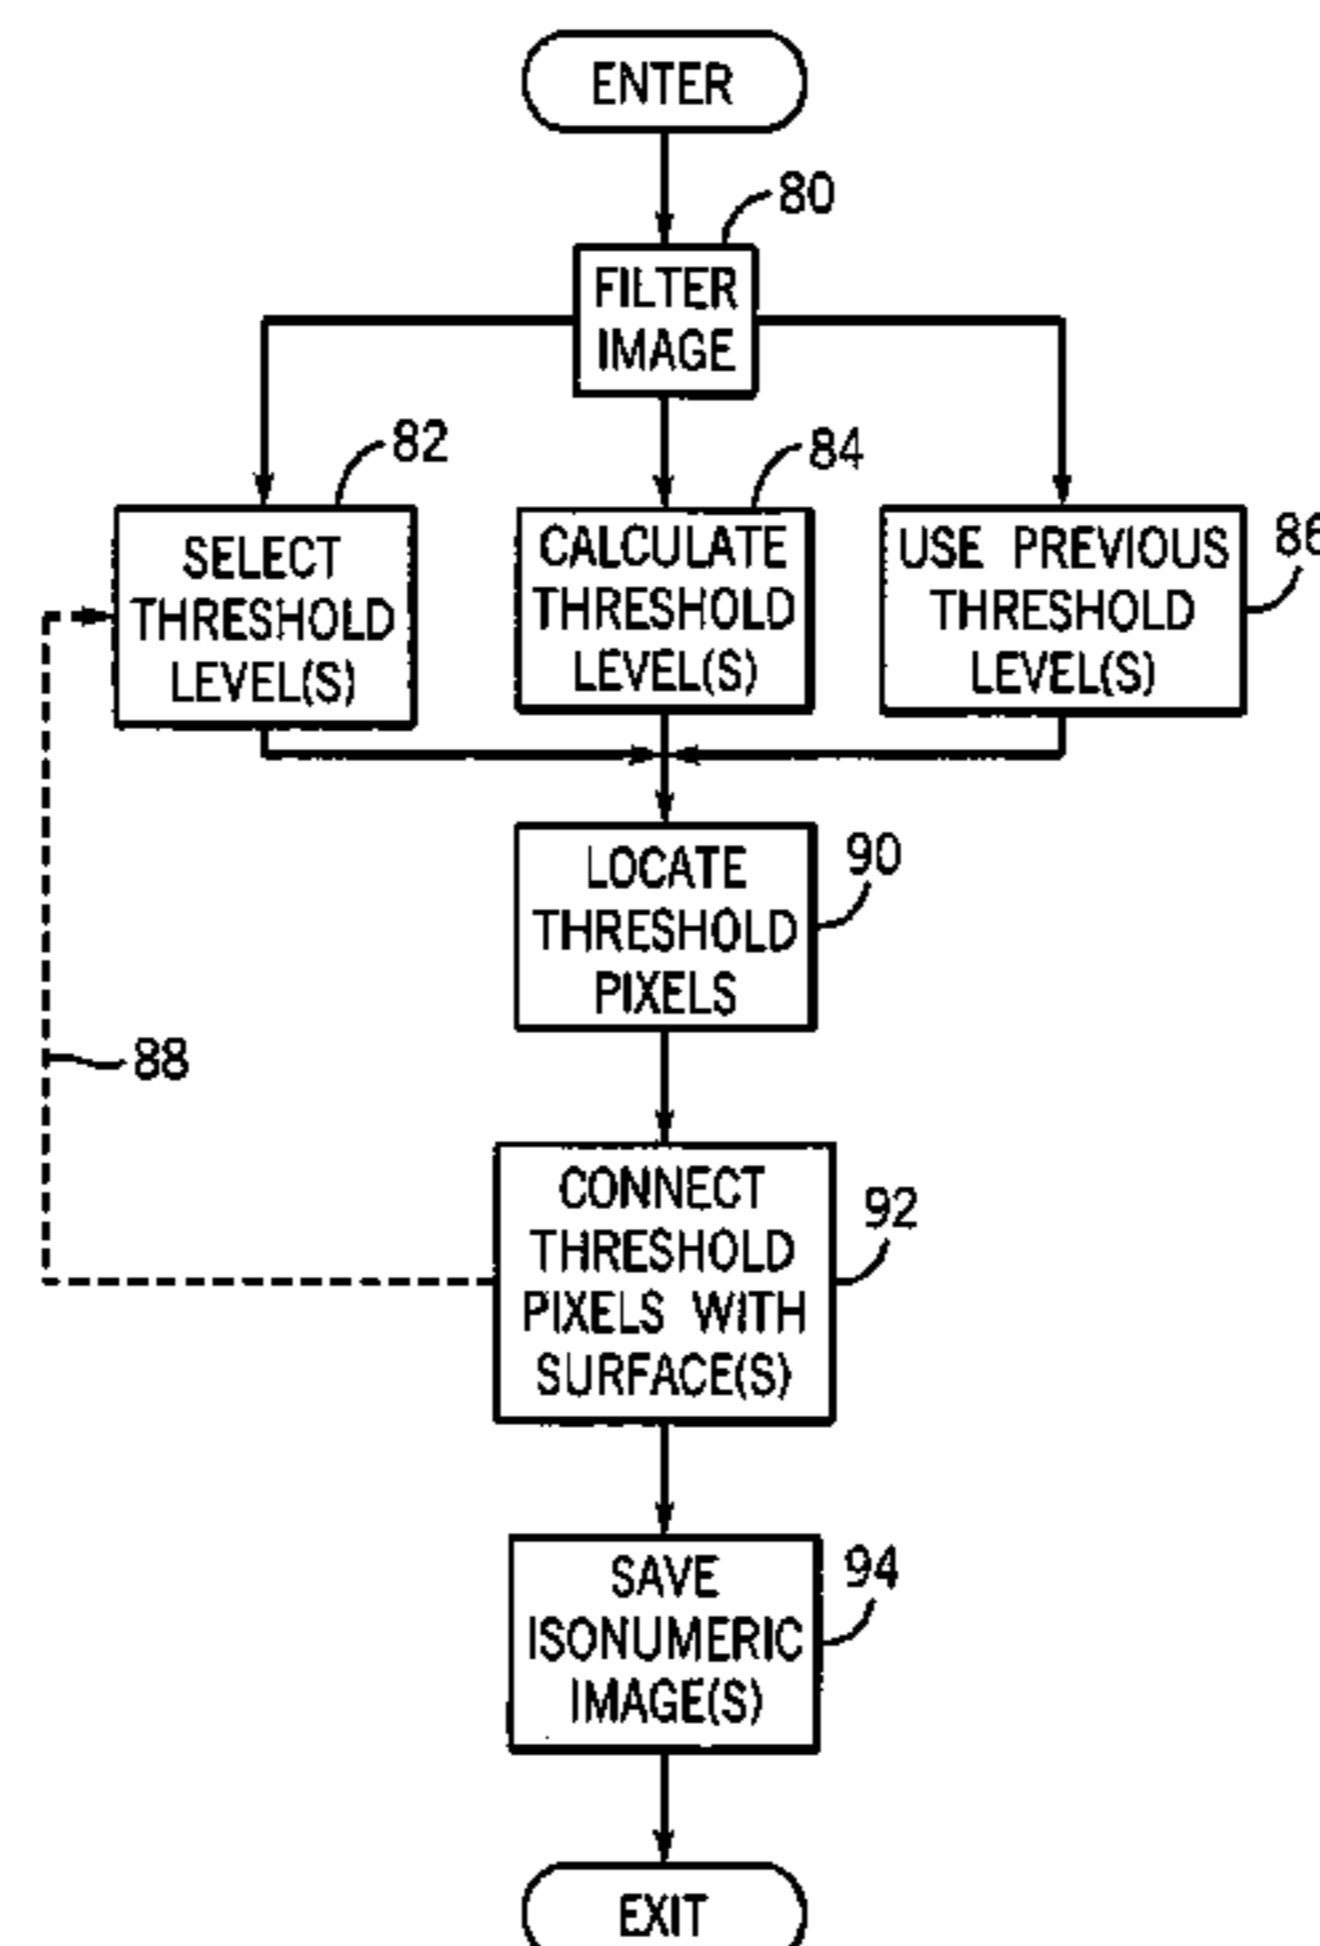 ENTER
80
FILTER
IMAGE
82
SELECT
THRESHOLD
LEVEL(S)
84
CALCULATE
THRESHOLD
LEVEL(S)
86
USE PREVIOUS
THRESHOLD
LEVEL(S)
90
LOCATE
THRESHOLD
PIXELS
88
92
CONNECT
THRESHOLD
PIXELS WITH
SURFACE(S)
94
SAVE
ISONUMERIC
IMAGE(S)
EXIT